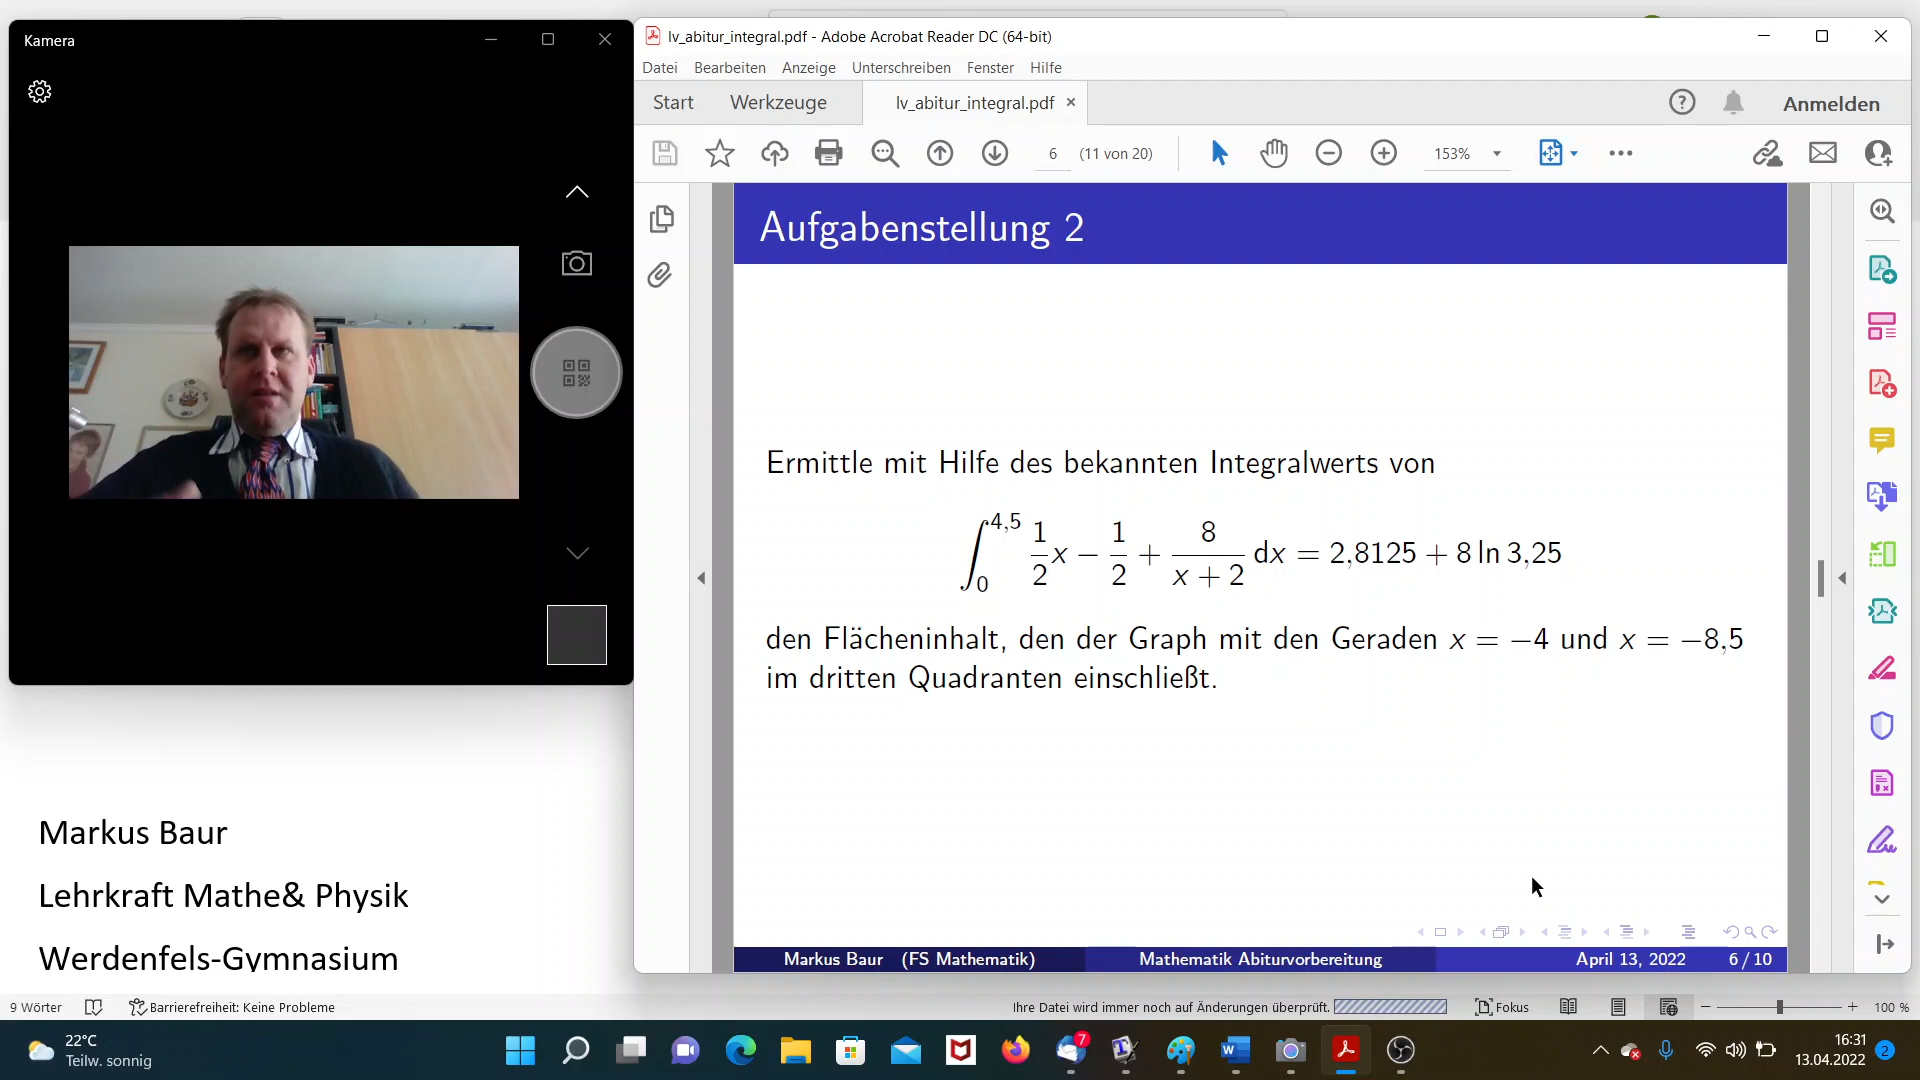 Kamera
lv_abitur_integral.pdf - Adobe Acrobat Reader DC (64-bit)
Datei Bearbeiten Anzeige Unterschreiben Fenster Hilfe
Start Werkzeuge lv_abitur_integral.pdf × Anmelden
6 (11 von 20) 153%
Aufgabenstellung 2
Ermittle mit Hilfe des bekannten Integralwerts von
∫₀^4,5 1/2 x − 1/2 + 8/(x + 2) dx = 2,8125 + 8 ln 3,25
den Flächeninhalt, den der Graph mit den Geraden x = −4 und x = −8,5
im dritten Quadranten einschließt.
Markus Baur (FS Mathematik) Mathematik Abiturvorbereitung April 13, 2022 6 / 10
Markus Baur
Lehrkraft Mathe& Physik
Werdenfels-Gymnasium
9 Wörter Barrierefreiheit: Keine Probleme Ihre Datei wird immer noch auf Änderungen überprüft. Fokus 100 %
22°C
Teilw. sonnig
7
16:31
13.04.2022
2